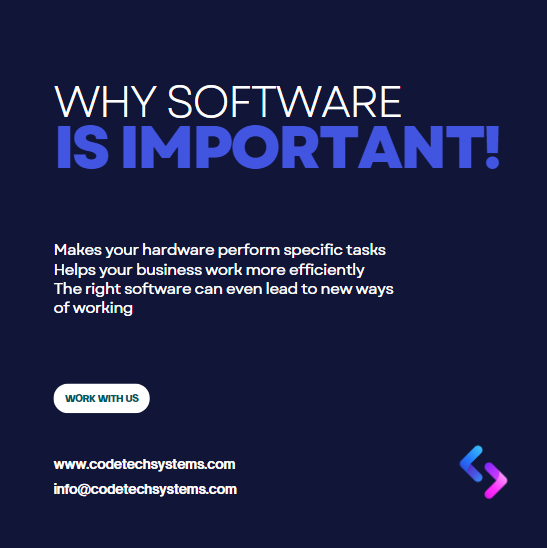 WHY SOFTWARE
IS IMPORTANT!
Makes your hardware perform specific tasks
Helps your business work more efficiently
The right software can even lead to new ways
of working
WORK WITH US
www.codetechsystems.com
info@codetechsystems.com